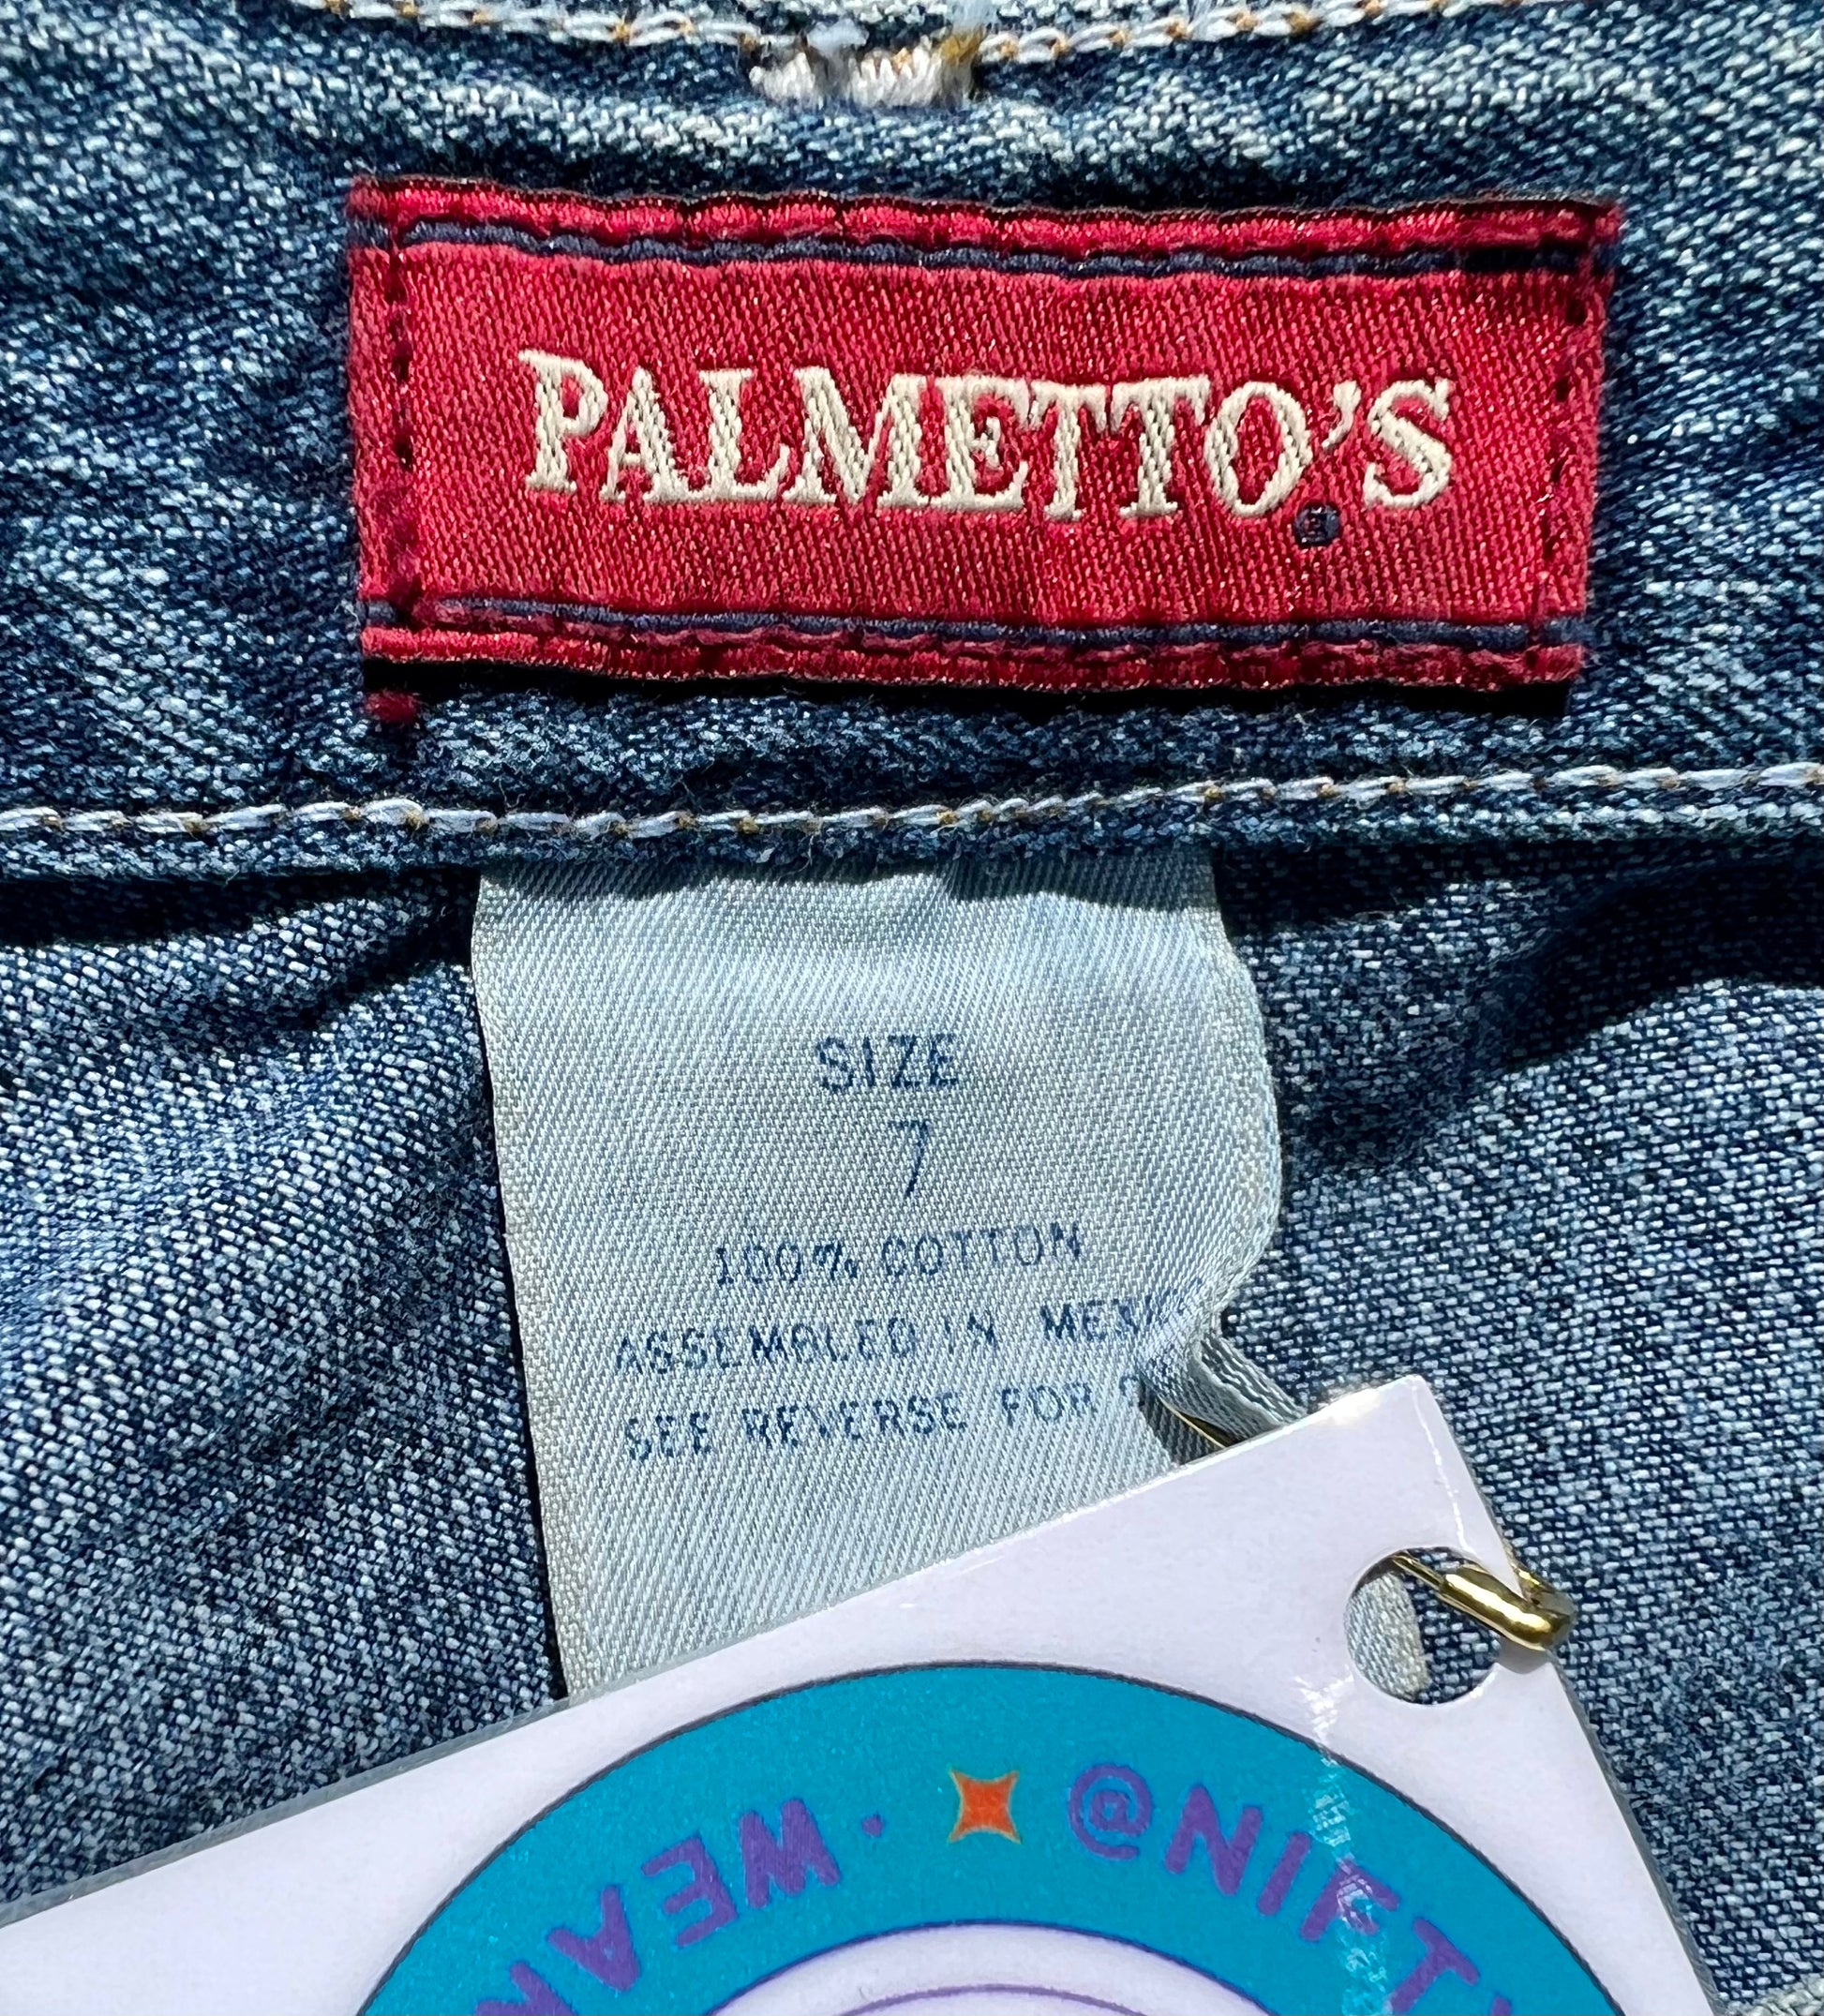 PALMETTO'S
®
SIZE
7
100% COTTON
ASSEMBLED IN
SEE REVERSE FOR
WEAR · @NIFTY